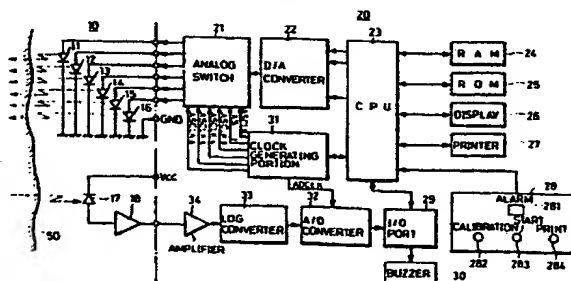 10
20
21
22
23
11
12
13
14
15
16
GND
ANALOG
SWITCH
D/A
CONVERTER
CPU
RAM
24
ROM
25
DISPLAY
26
PRINTER
27
31
CLOCK
GENERATING
PORTION
ADCLK
Vcc
17
18
50
34
AMPLIFIER
33
LOG
CONVERTER
32
A/D
CONVERTER
29
I/O
PORT
BUZZER
30
28
ALARM
281
START
CALIBRATION
PRINT
282
283
284